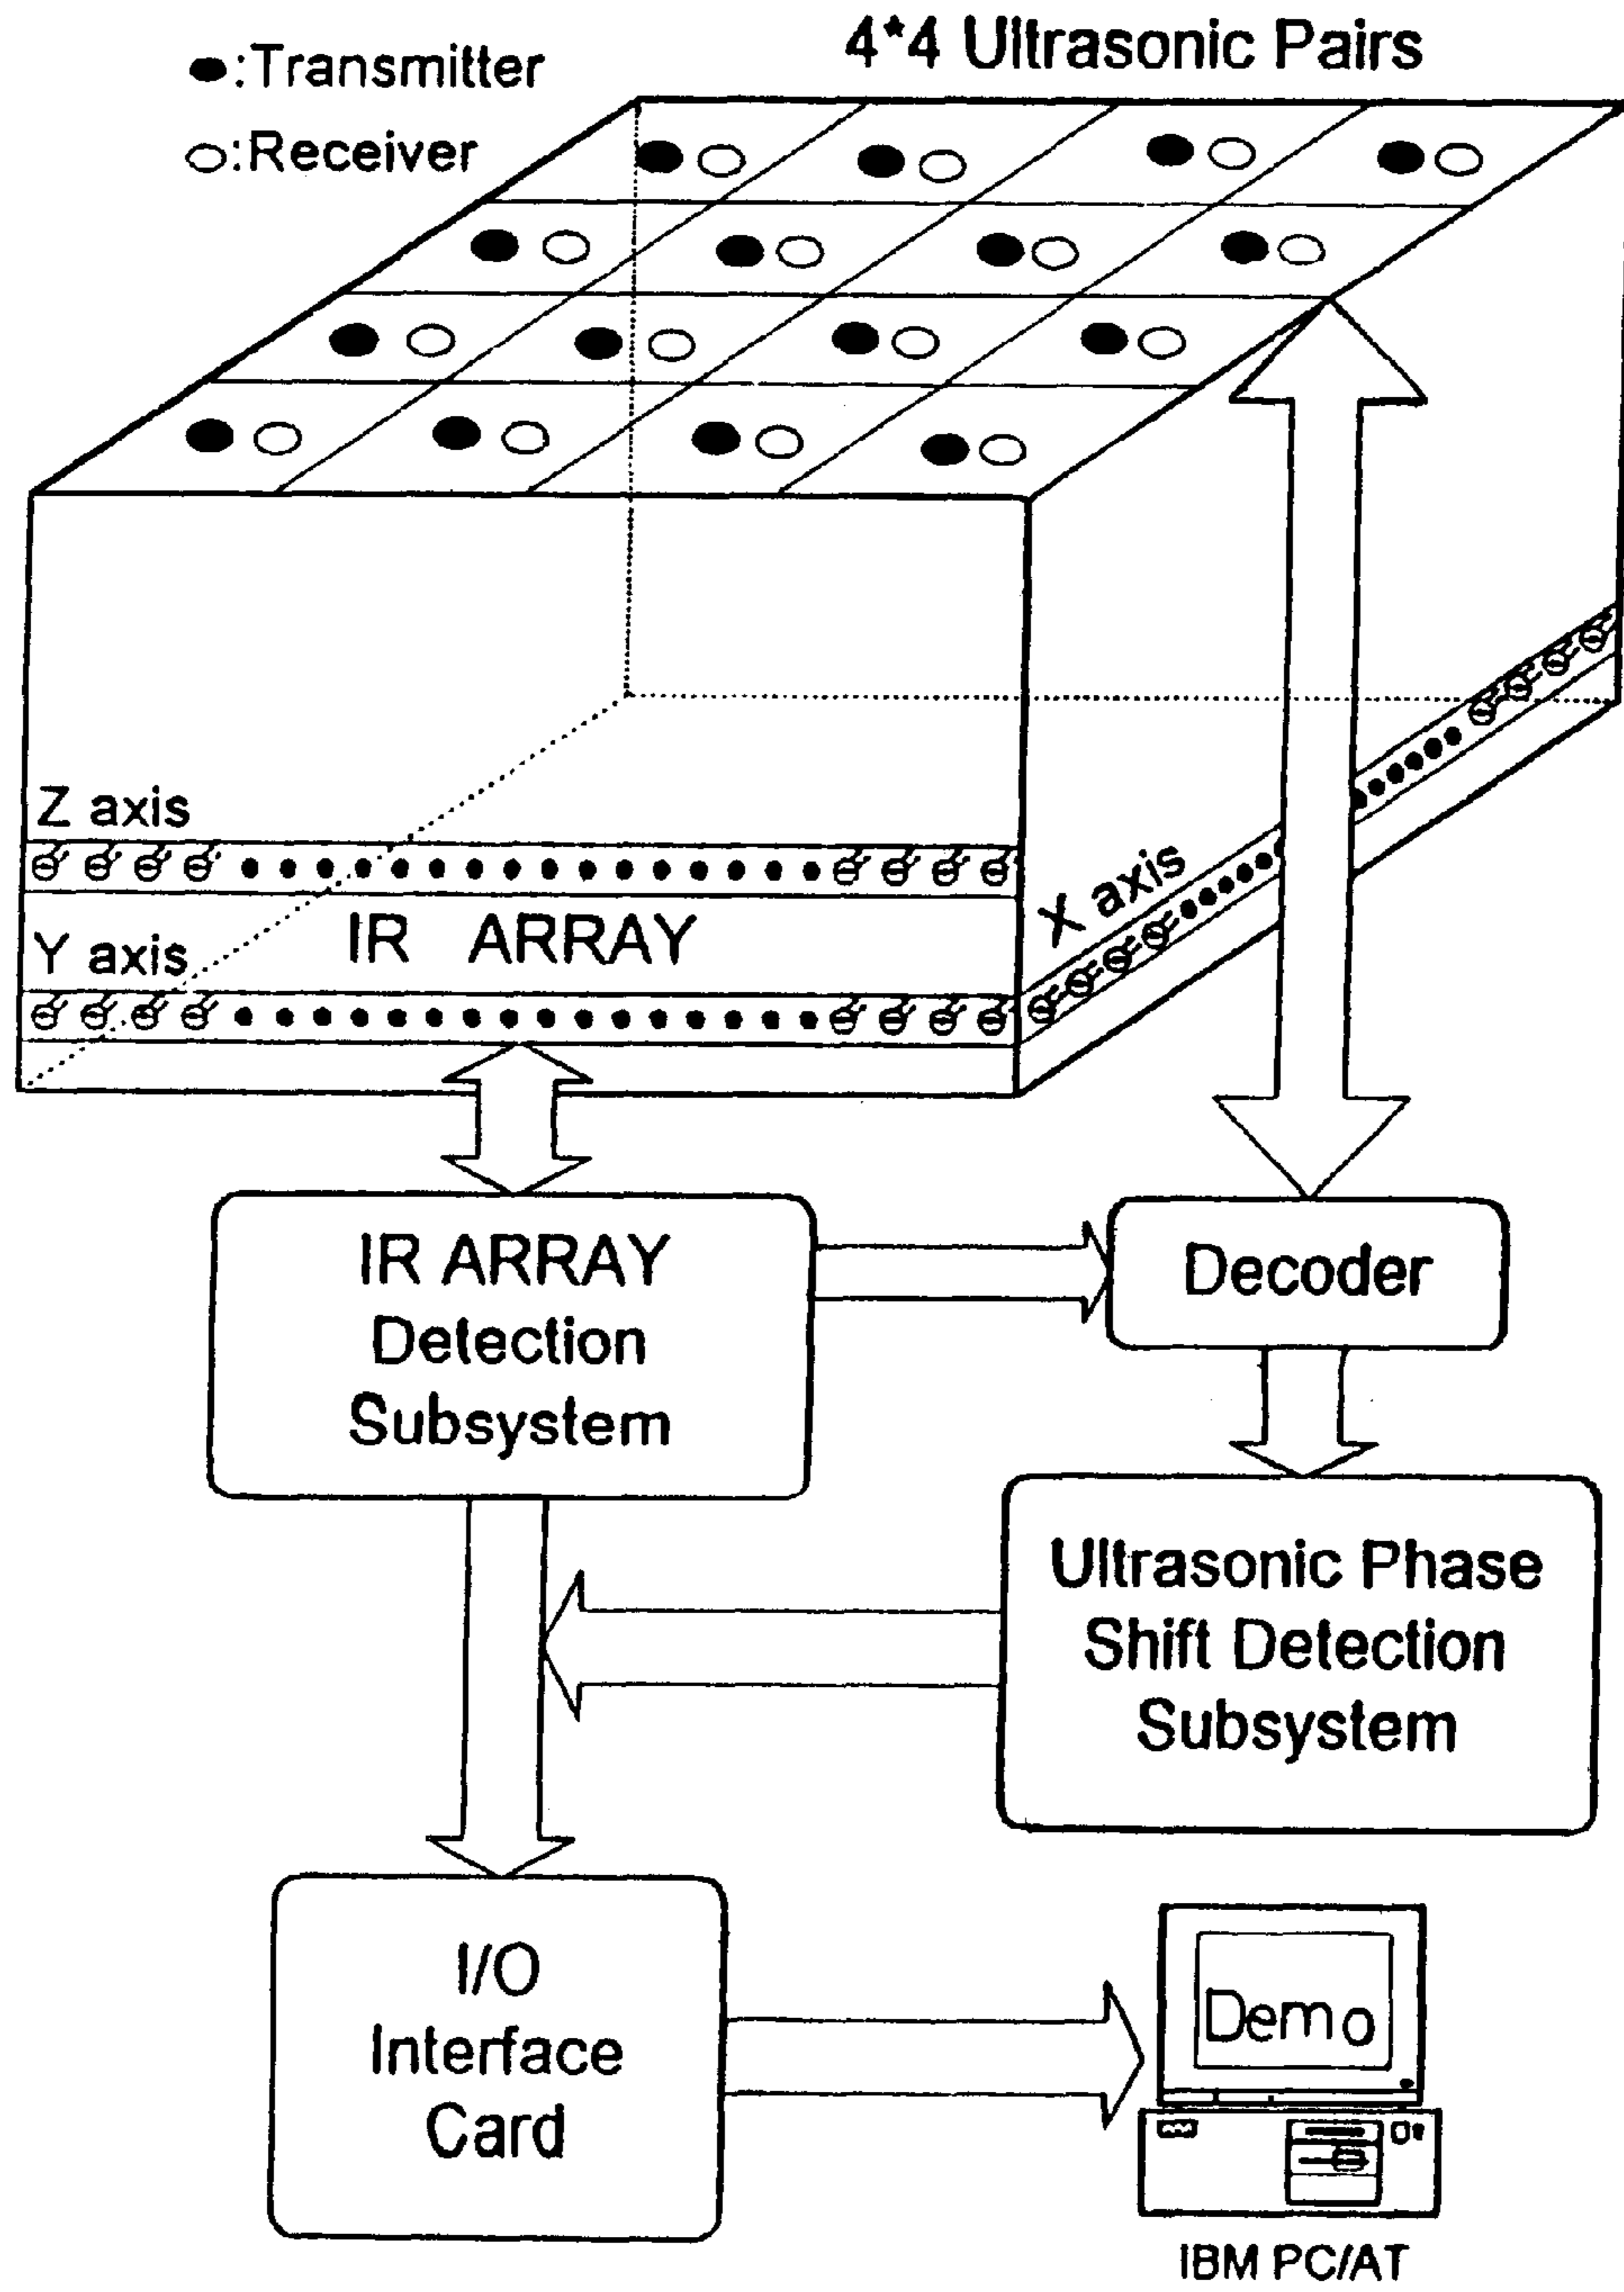 4*4 Ultrasonic Pairs
●:Transmitter
○:Receiver
Z axis
IR ARRAY
Y axis
X axis
IR ARRAY
Detection
Subsystem
Decoder
Ultrasonic Phase
Shift Detection
Subsystem
I/O
Interface
Card
Demo
IBM PC/AT